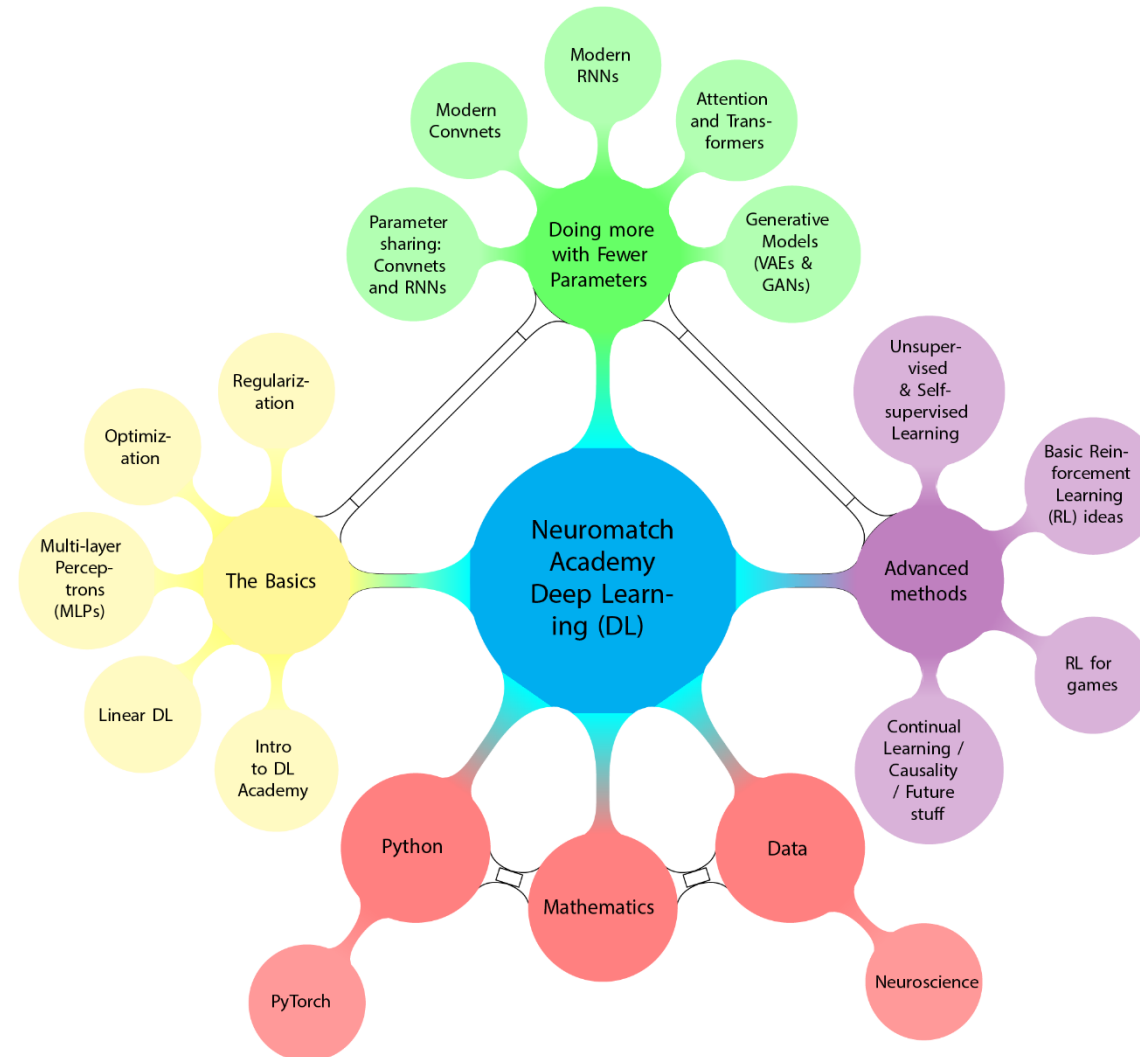 Modern
RNNs
Modern
Convnets
Attention
and Trans-
formers
Parameter
sharing:
Convnets
and RNNs
Doing more
with Fewer
Parameters
Generative
Models
(VAEs &
GANs)
Regulariz-
ation
Optimiz-
ation
Multi-layer
Percep-
trons
(MLPs)
The Basics
Linear DL
Intro
to DL
Academy
Neuromatch
Academy
Deep Learn-
ing (DL)
Unsuper-
vised
& Self-
supervised
Learning
Basic Rein-
forcement
Learning
(RL) ideas
Advanced
methods
RL for
games
Continual
Learning /
Causality
/ Future
stuff
Python
Mathematics
Data
PyTorch
Neuroscience